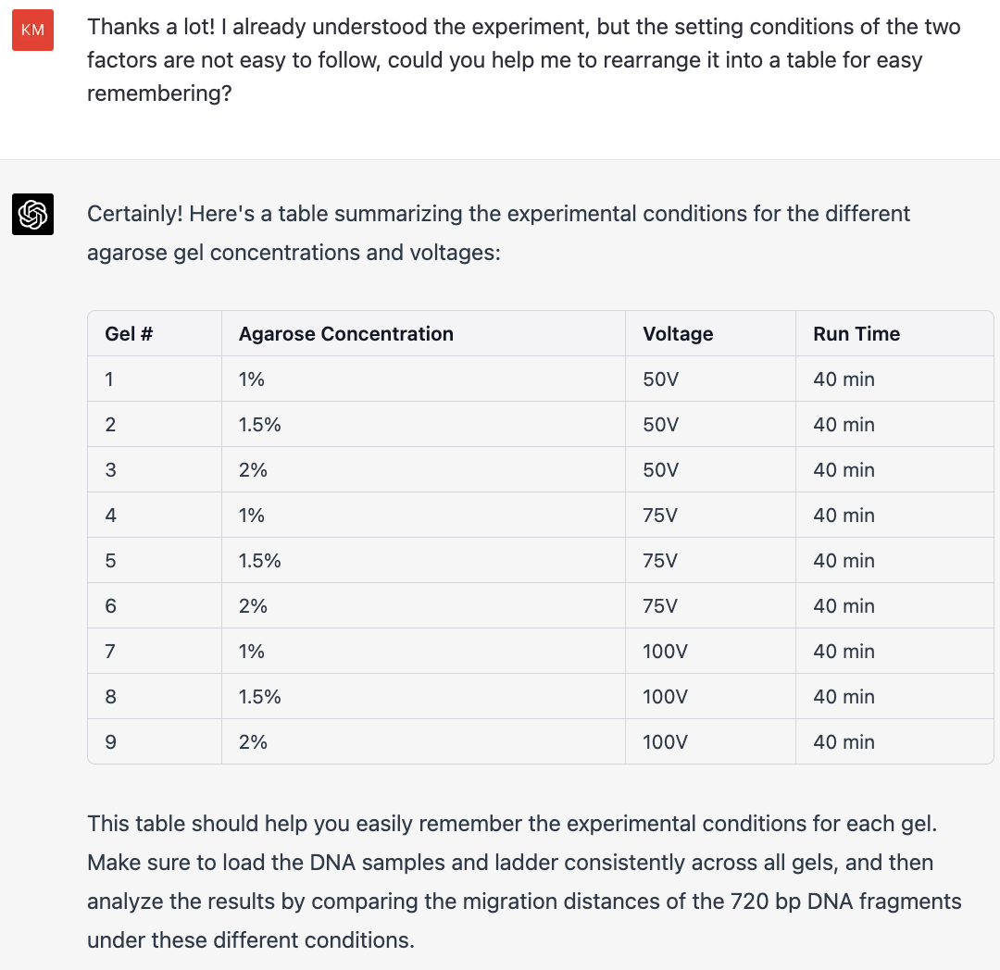 KM
Thanks a lot! I already understood the experiment, but the setting conditions of the two
factors are not easy to follow, could you help me to rearrange it into a table for easy
remembering?
Certainly! Here's a table summarizing the experimental conditions for the different
agarose gel concentrations and voltages:
Gel # Agarose Concentration Voltage Run Time
1 1% 50V 40 min
2 1.5% 50V 40 min
3 2% 50V 40 min
4 1% 75V 40 min
5 1.5% 75V 40 min
6 2% 75V 40 min
7 1% 100V 40 min
8 1.5% 100V 40 min
9 2% 100V 40 min
This table should help you easily remember the experimental conditions for each gel.
Make sure to load the DNA samples and ladder consistently across all gels, and then
analyze the results by comparing the migration distances of the 720 bp DNA fragments
under these different conditions.